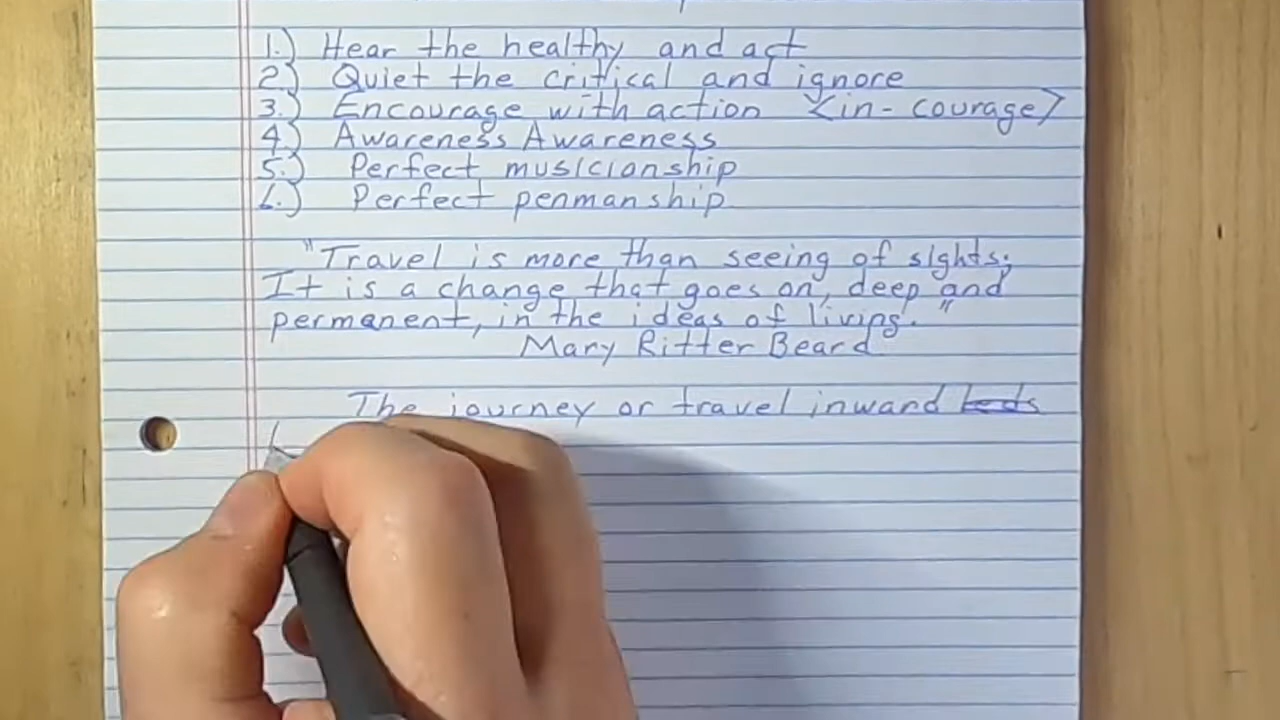 1.) Hear the healthy and act
2.) Quiet the critical and ignore
3.) Encourage with action <in-courage>
4.) Awareness Awareness
5.) Perfect musicionship
6.) Perfect penmanship
"Travel is more than seeing of sights;
It is a change that goes on, deep and
permanent, in the ideas of living."
Mary Ritter Beard
The journey or travel inward